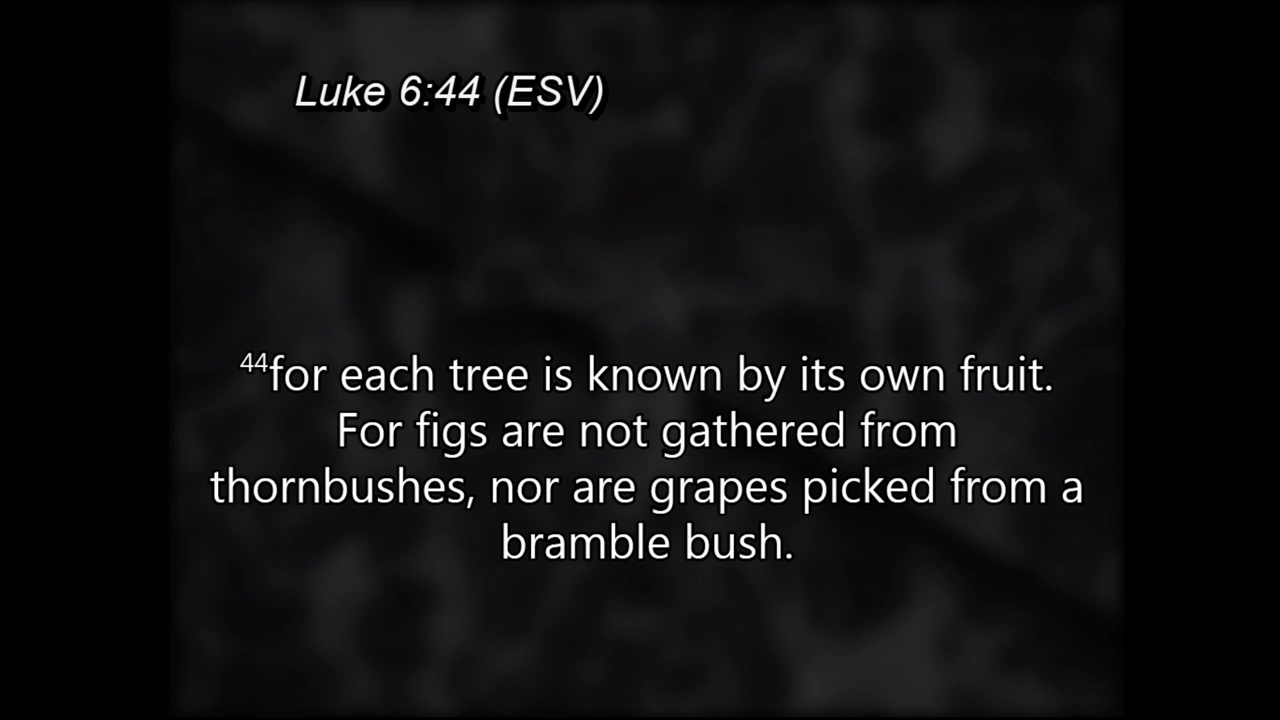 Luke 6:44 (ESV)
44for each tree is known by its own fruit.
For figs are not gathered from
thornbushes, nor are grapes picked from a
bramble bush.